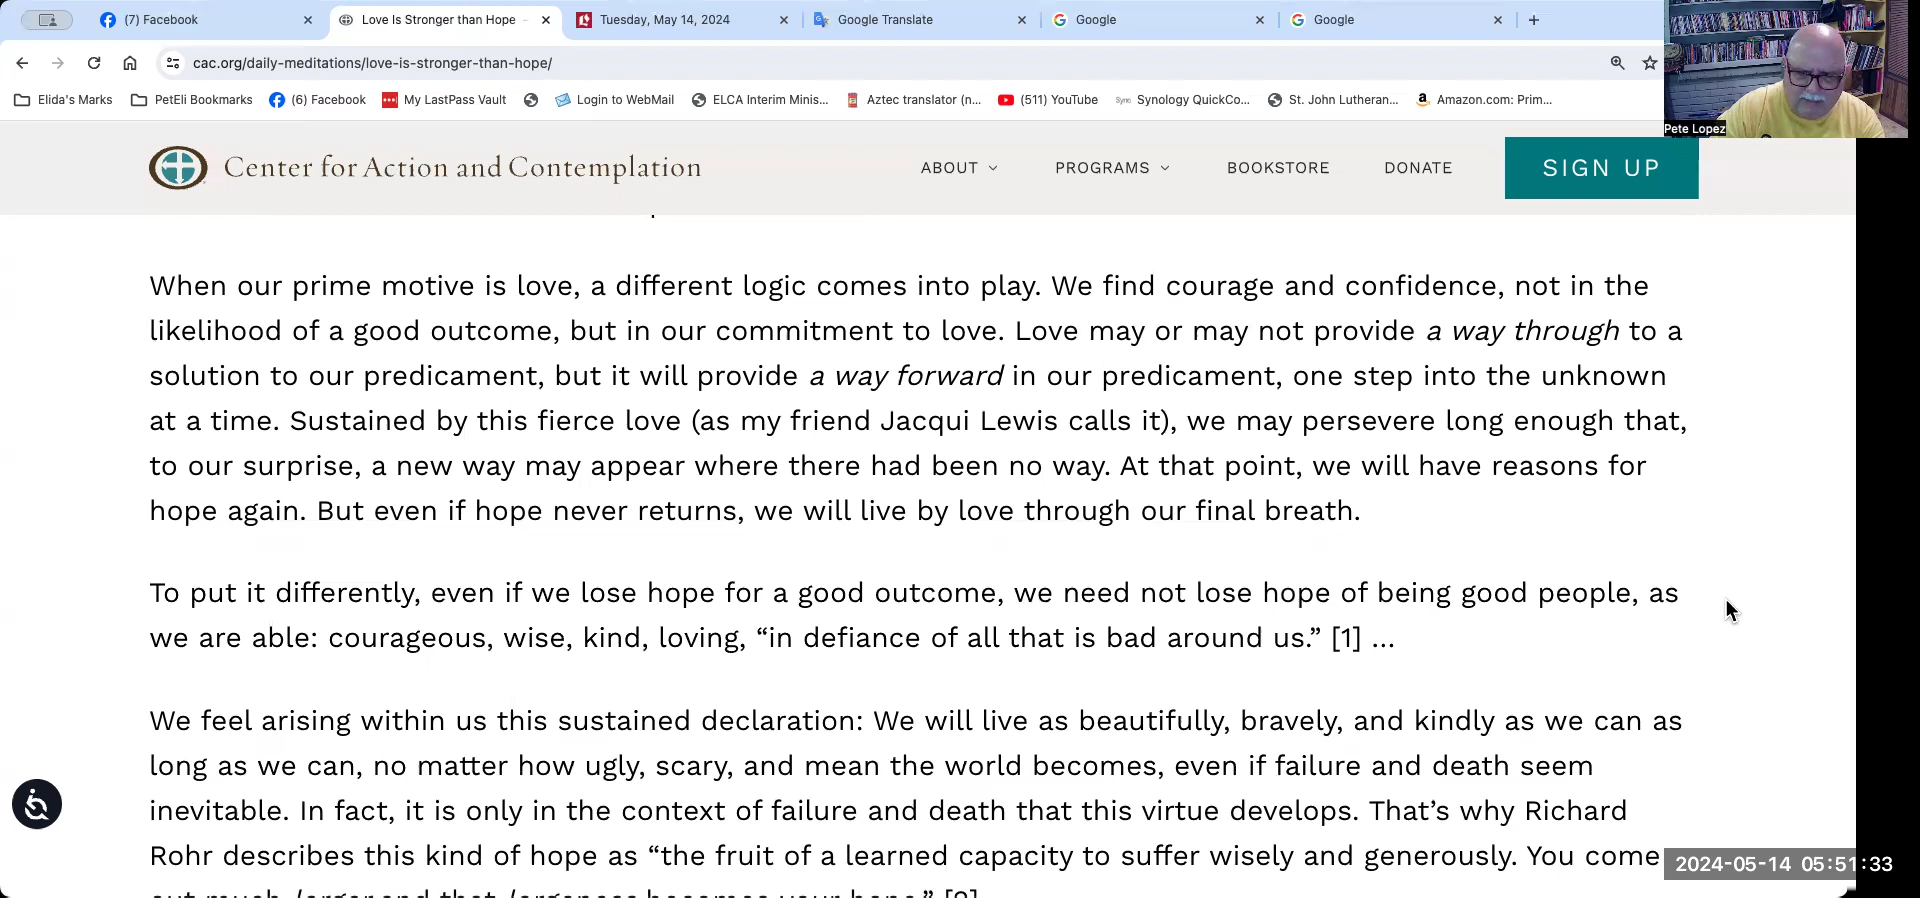 (7) Facebook
Love Is Stronger than Hope
Tuesday, May 14, 2024
Google Translate
Google
Google
cac.org/daily-meditations/love-is-stronger-than-hope/
Elida's Marks
PetEli Bookmarks
(6) Facebook
My LastPass Vault
Login to WebMail
ELCA Interim Minis...
Aztec translator (n...
(511) YouTube
Sync Synology QuickCo...
St. John Lutheran...
Amazon.com: Prim...
Pete Lopez
Center for Action and Contemplation
ABOUT
PROGRAMS
BOOKSTORE
DONATE
SIGN UP
When our prime motive is love, a different logic comes into play. We find courage and confidence, not in the
likelihood of a good outcome, but in our commitment to love. Love may or may not provide a way through to a
solution to our predicament, but it will provide a way forward in our predicament, one step into the unknown
at a time. Sustained by this fierce love (as my friend Jacqui Lewis calls it), we may persevere long enough that,
to our surprise, a new way may appear where there had been no way. At that point, we will have reasons for
hope again. But even if hope never returns, we will live by love through our final breath.
To put it differently, even if we lose hope for a good outcome, we need not lose hope of being good people, as
we are able: courageous, wise, kind, loving, “in defiance of all that is bad around us.” [1] …
We feel arising within us this sustained declaration: We will live as beautifully, bravely, and kindly as we can as
long as we can, no matter how ugly, scary, and mean the world becomes, even if failure and death seem
inevitable. In fact, it is only in the context of failure and death that this virtue develops. That’s why Richard
Rohr describes this kind of hope as “the fruit of a learned capacity to suffer wisely and generously. You come
out much larger and that largeness becomes your hope.” [2]
2024-05-14 05:51:33